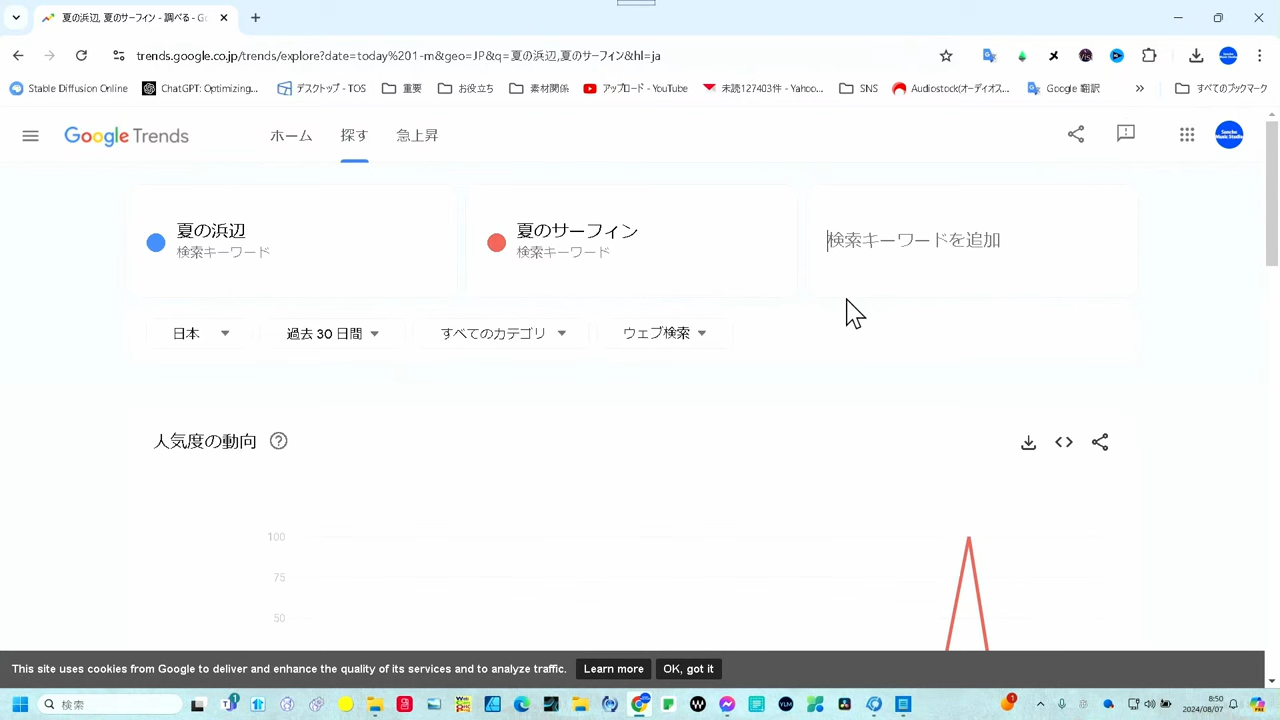 夏の浜辺, 夏のサーフィン - 調べる - Go
trends.google.co.jp/trends/explore?date=today%201-m&geo=JP&q=夏の浜辺,夏のサーフィン&hl=ja
Stable Diffusion Online
ChatGPT: Optimizing...
デスクトップ - TOS
重要
お役立ち
素材関係
アップロード - YouTube
未読127403件 - Yahoo...
SNS
Audiostock(オーディオス...
Google 翻訳
»
すべてのブックマーク
Google Trends
ホーム
探す
急上昇
Sancha Music Studio
夏の浜辺
検索キーワード
夏のサーフィン
検索キーワード
検索キーワードを追加
日本
過去 30 日間
すべてのカテゴリ
ウェブ検索
人気度の動向
100
75
50
This site uses cookies from Google to deliver and enhance the quality of its services and to analyze traffic.
Learn more
OK, got it
検索
8:50
2024/08/07